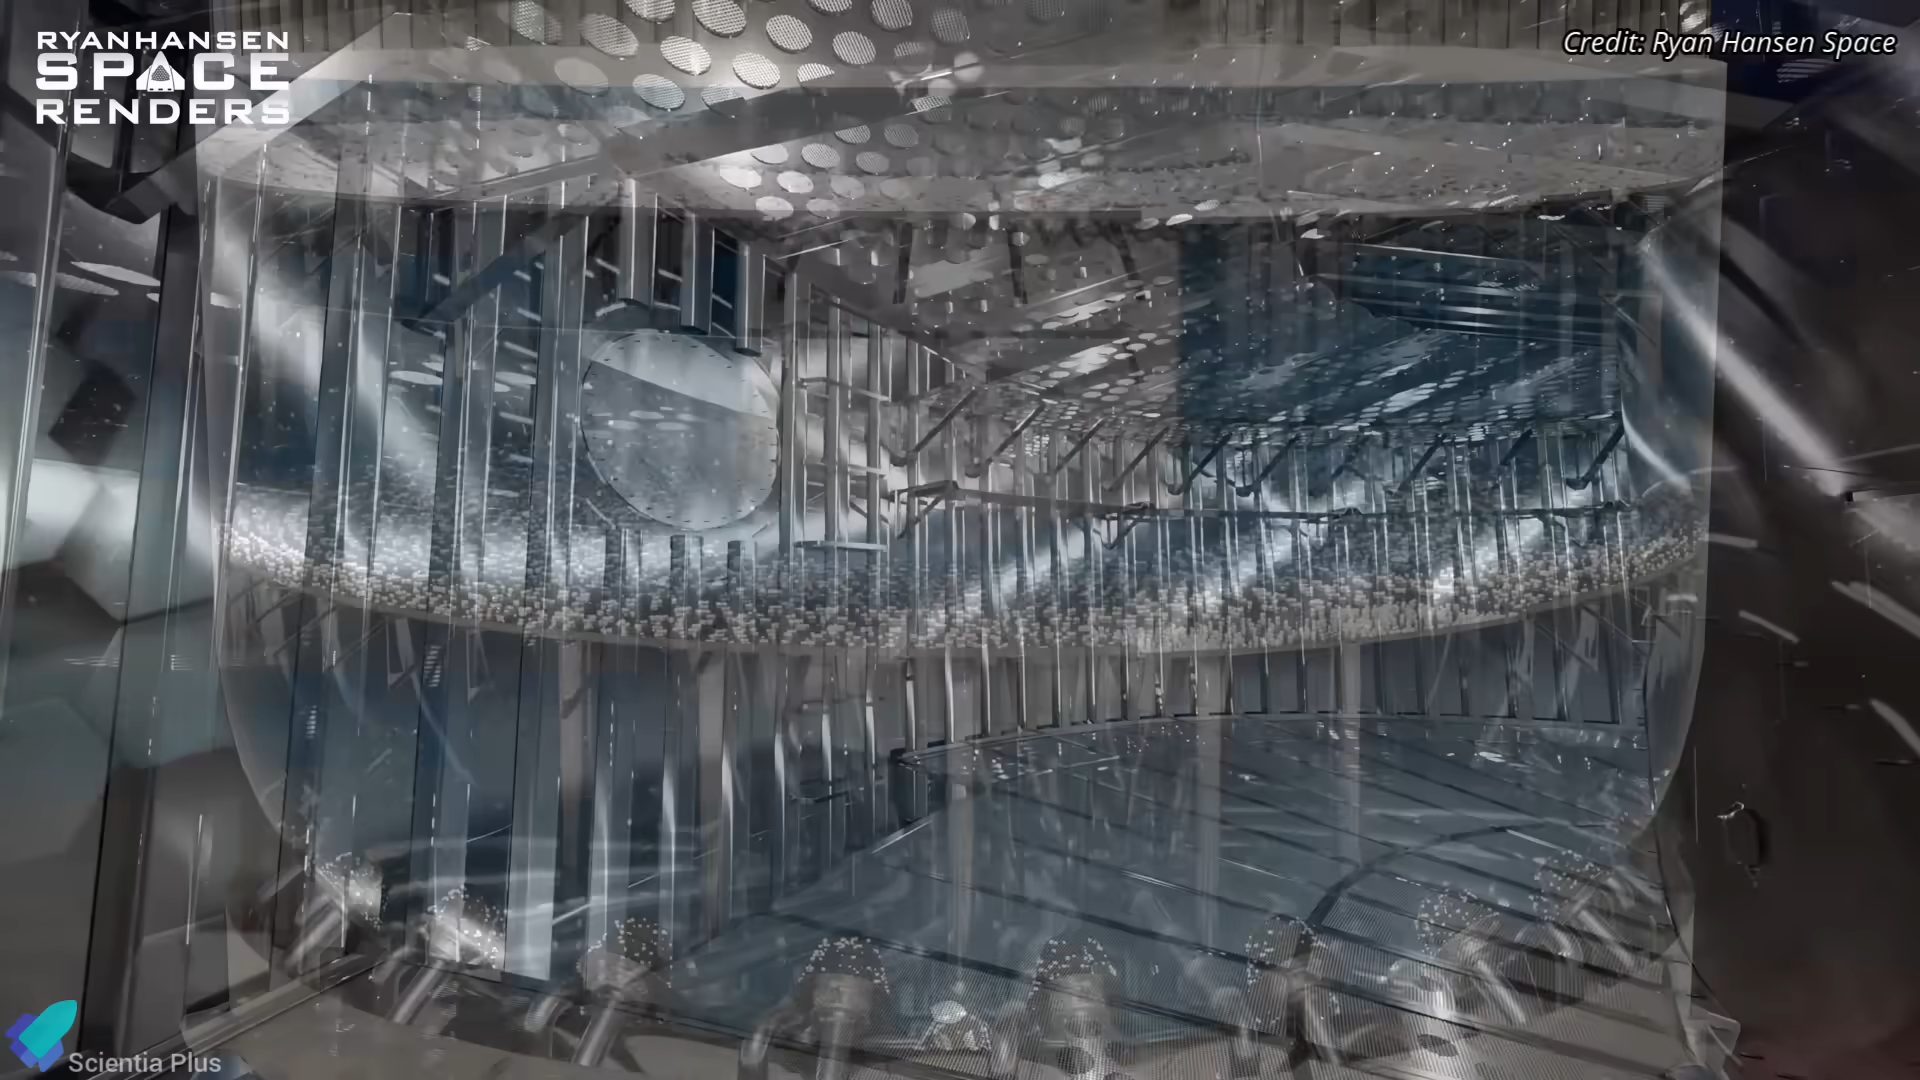 RYANHANSEN
SPACE
RENDERS
Credit: Ryan Hansen Space
Scientia Plus